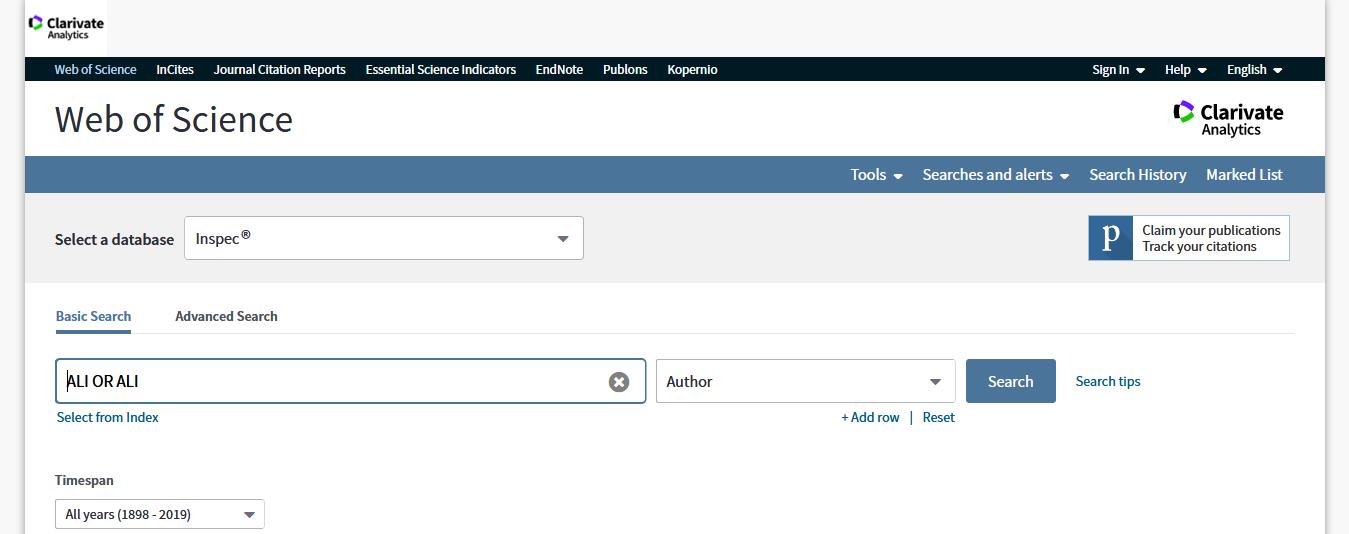 Clarivate
Analytics
Web of Science InCites Journal Citation Reports Essential Science Indicators EndNote Publons Kopernio Sign In Help English
Web of Science
Clarivate
Analytics
Tools Searches and alerts Search History Marked List
Select a database Inspec®
p Claim your publications
Track your citations
Basic Search Advanced Search
ALI OR ALI Author Search Search tips
Select from Index + Add row | Reset
Timespan
All years (1898 - 2019)